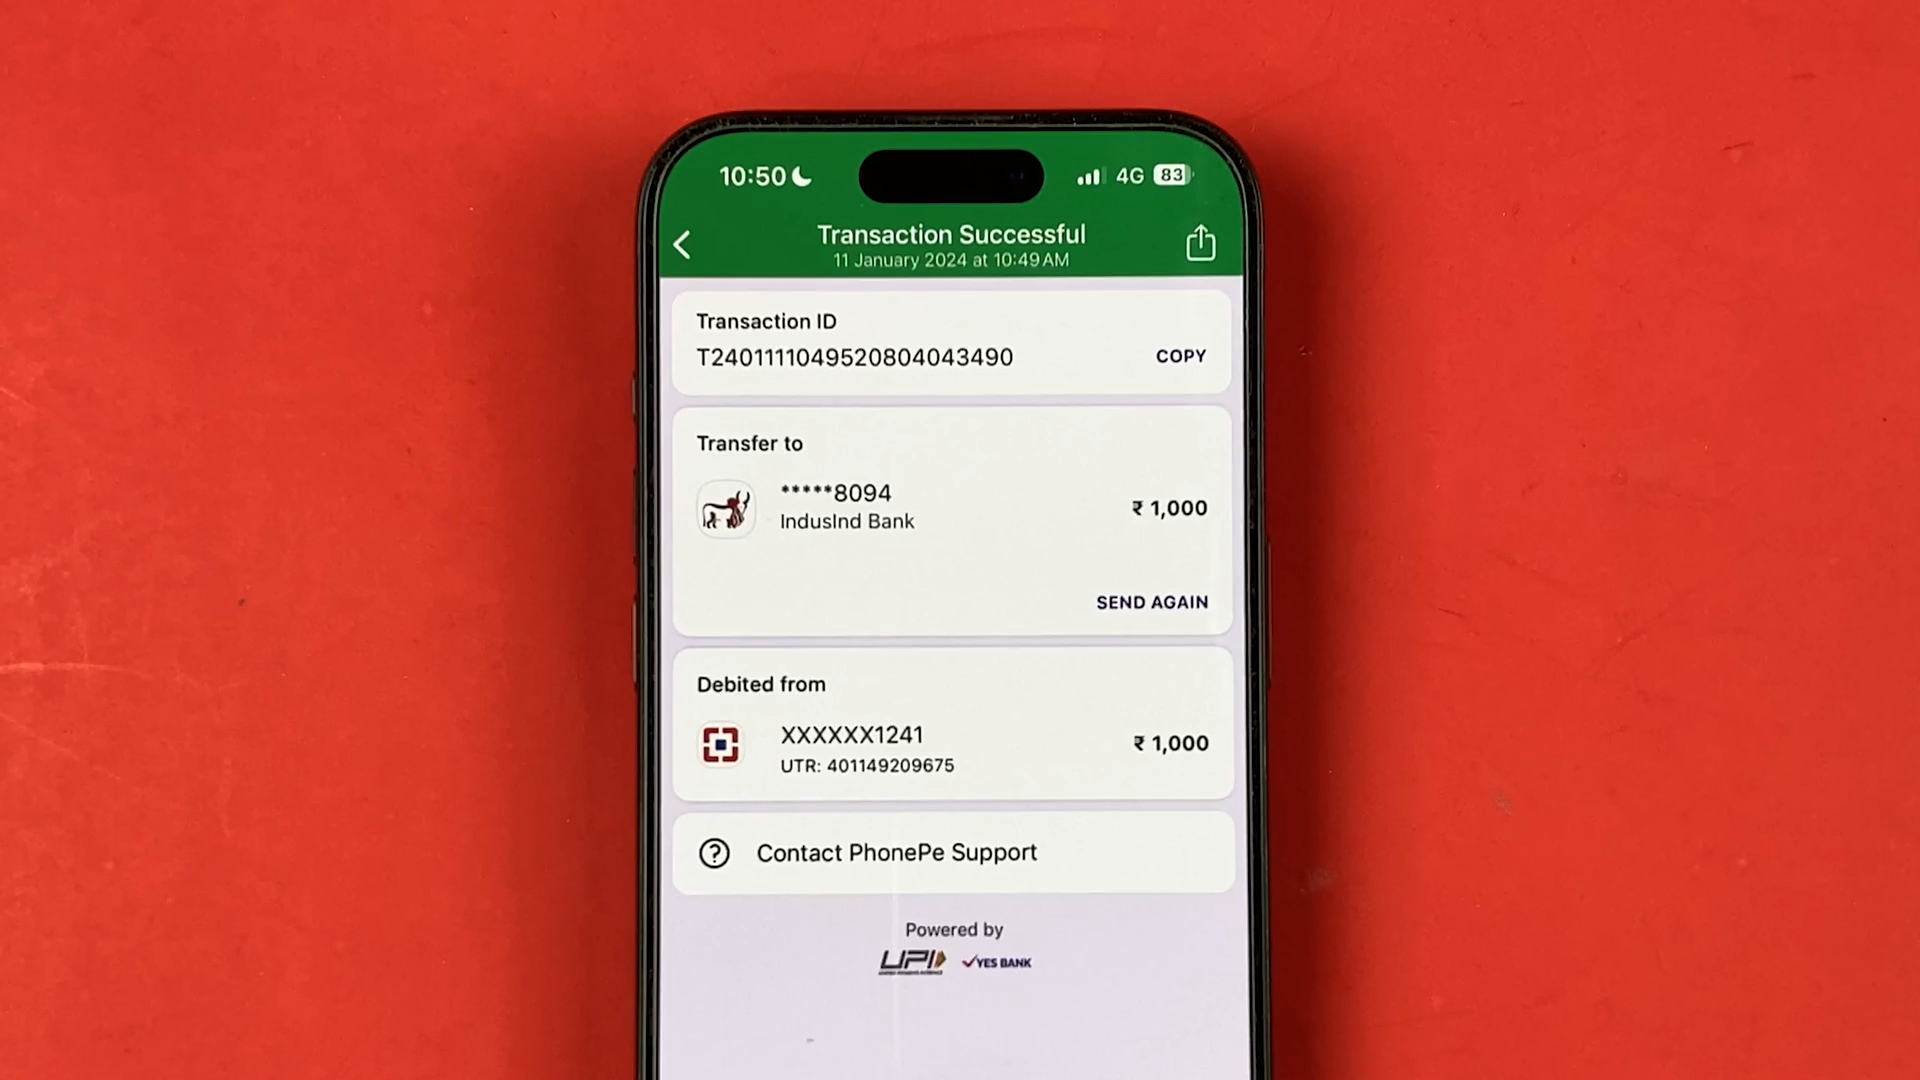 10:50
4G 83
Transaction Successful
11 January 2024 at 10:49 AM
Transaction ID
T2401111049520804043490
COPY
Transfer to
*****8094
IndusInd Bank
₹ 1,000
SEND AGAIN
Debited from
XXXXXX1241
UTR: 401149209675
₹ 1,000
Contact PhonePe Support
Powered by
UPI YES BANK